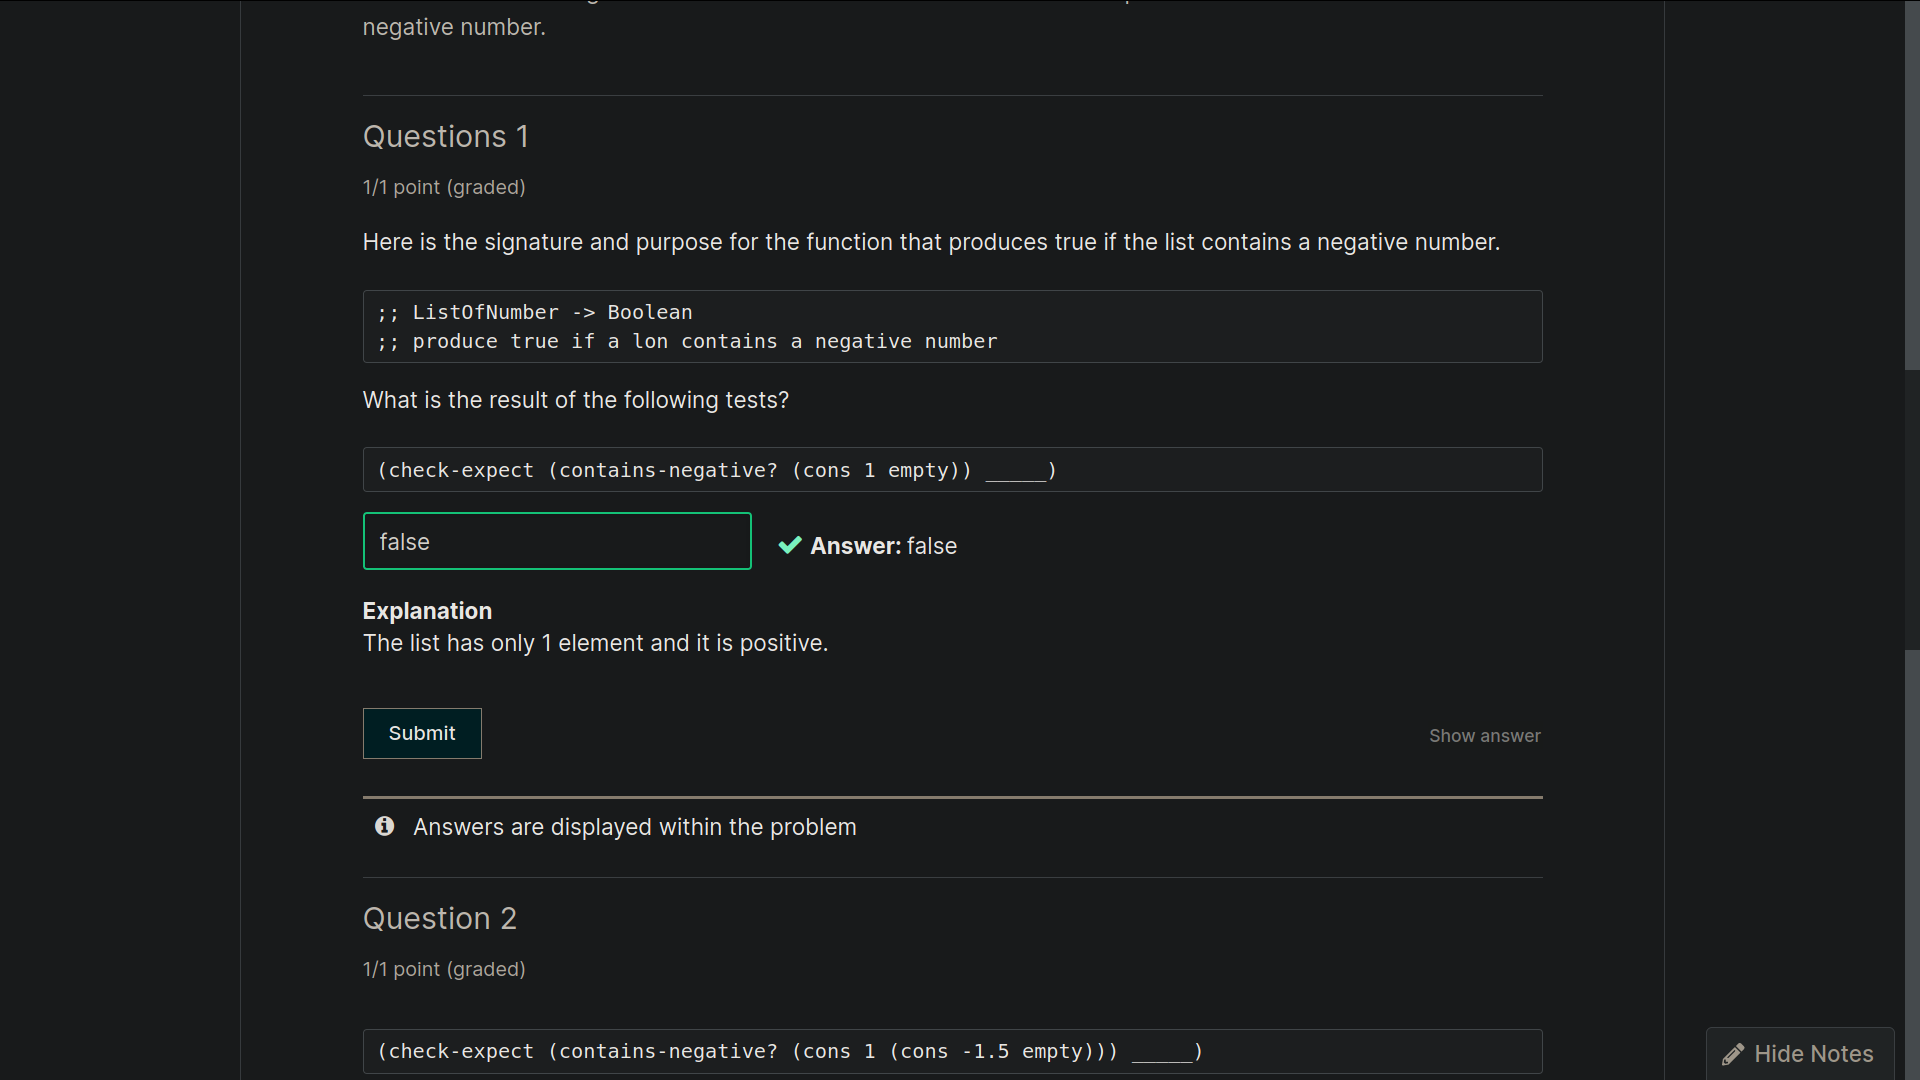 negative number.
Questions 1
1/1 point (graded)
Here is the signature and purpose for the function that produces true if the list contains a negative number.
;; ListOfNumber -> Boolean
;; produce true if a lon contains a negative number
What is the result of the following tests?
(check-expect (contains-negative? (cons 1 empty)) _____)
false
Answer: false
Explanation
The list has only 1 element and it is positive.
Submit
Show answer
Answers are displayed within the problem
Question 2
1/1 point (graded)
(check-expect (contains-negative? (cons 1 (cons -1.5 empty))) _____)
Hide Notes